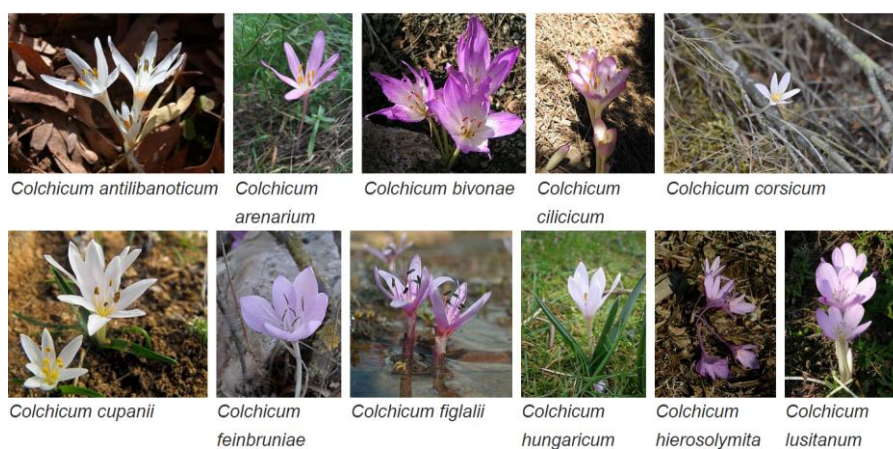 Colchicum antilibanoticum
Colchicum
arenarium
Colchicum bivonae
Colchicum
cilicicum
Colchicum corsicum
Colchicum cupanii
Colchicum
feinbruniae
Colchicum figlalii
Colchicum
hungaricum
Colchicum
hierosolymita
Colchicum
lusitanum